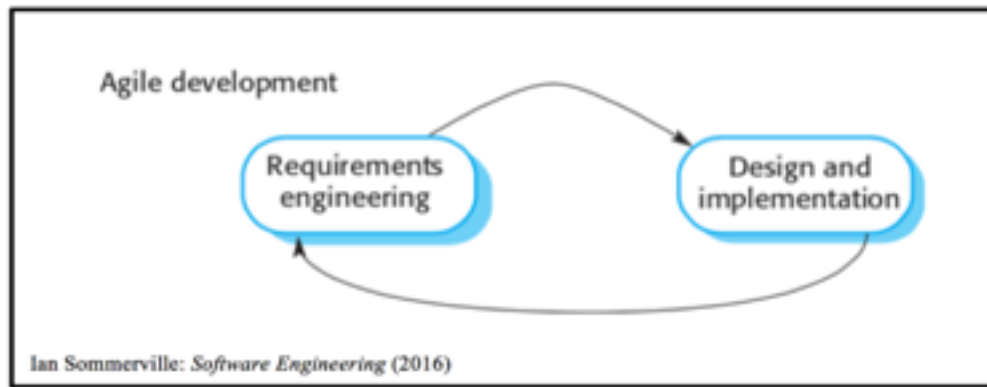 Agile development
Requirements
engineering
Design and
implementation
Ian Sommerville: Software Engineering (2016)